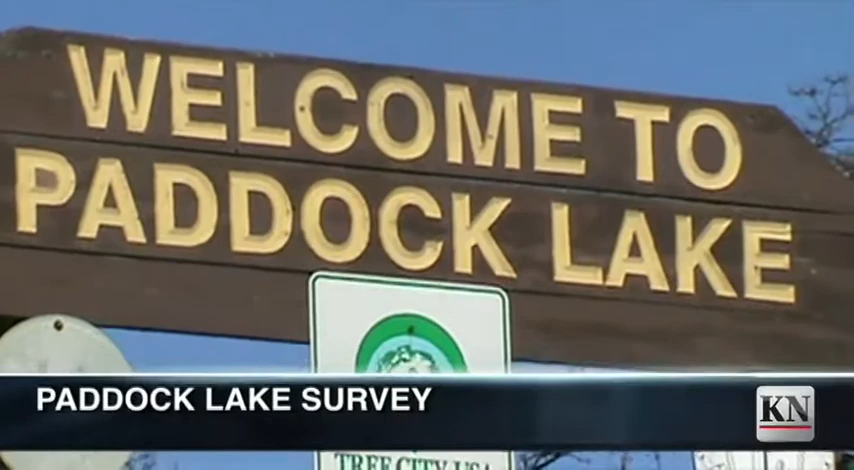 WELCOME TO
PADDOCK LAKE
PADDOCK LAKE SURVEY
KN
TREE CITY USA